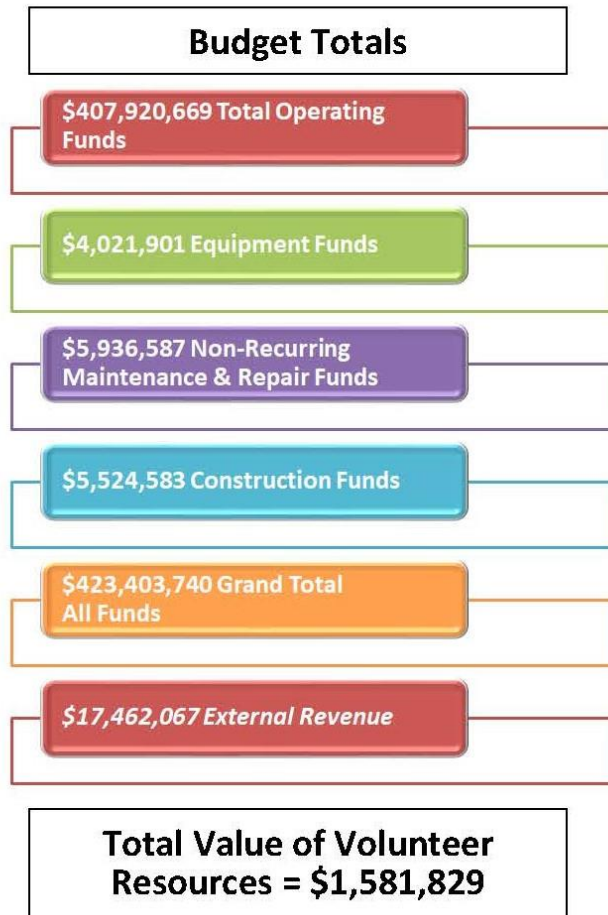 Budget Totals
$407,920,669 Total Operating
Funds
$4,021,901 Equipment Funds
$5,936,587 Non-Recurring
Maintenance & Repair Funds
$5,524,583 Construction Funds
$423,403,740 Grand Total
All Funds
$17,462,067 External Revenue
Total Value of Volunteer
Resources = $1,581,829